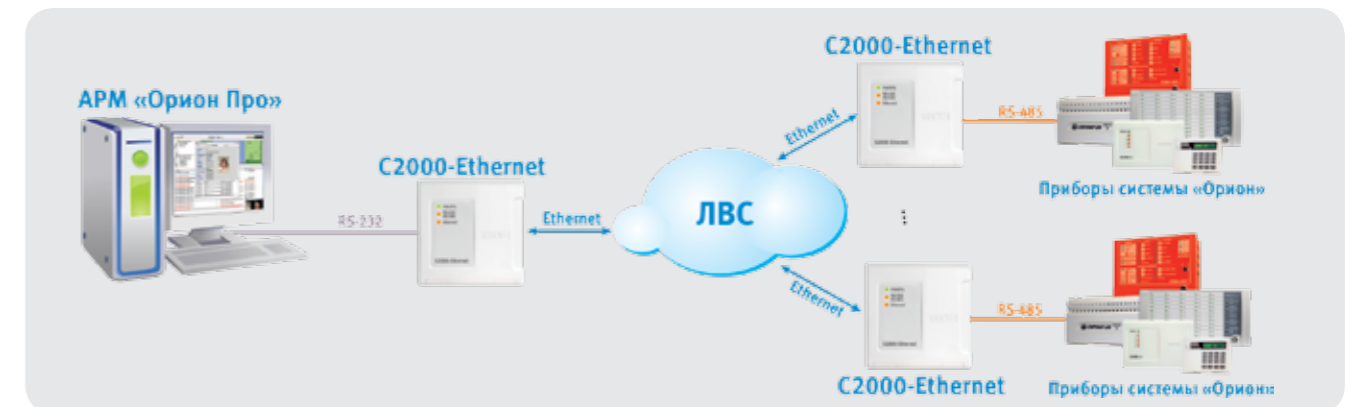 АРМ «Орион Про»
RS-232
С2000-Ethernet
Ethernet
ЛВС
Ethernet
С2000-Ethernet
RS-485
Приборы системы «Орион»
Ethernet
С2000-Ethernet
RS-485
Приборы системы «Орион»